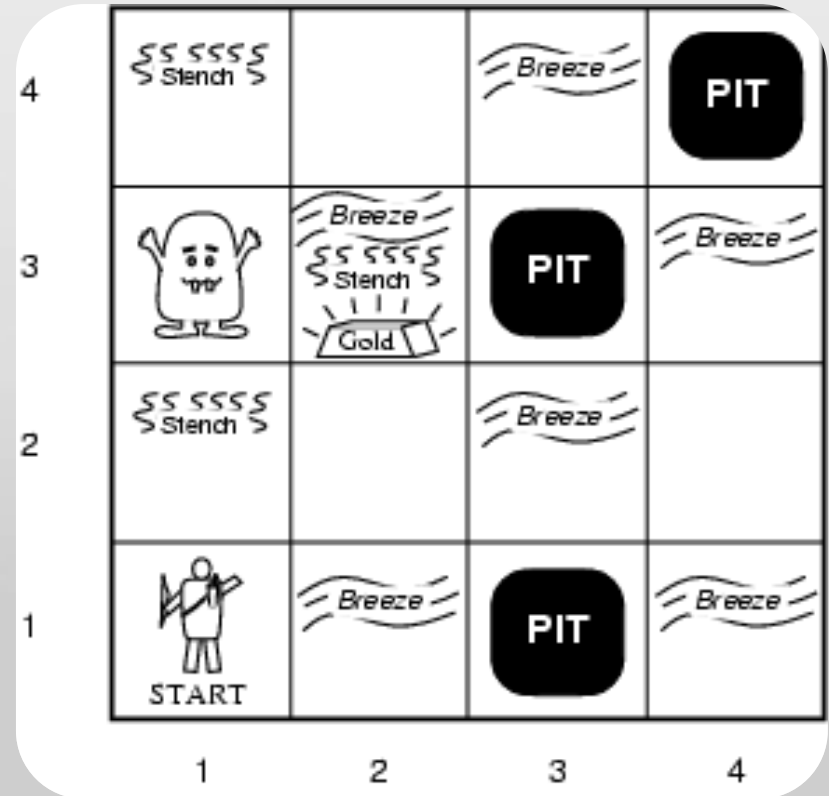 4
Stench
Breeze
PIT
3
Breeze
Stench
Gold
PIT
Breeze
2
Stench
Breeze
1
START
Breeze
PIT
Breeze
1 2 3 4